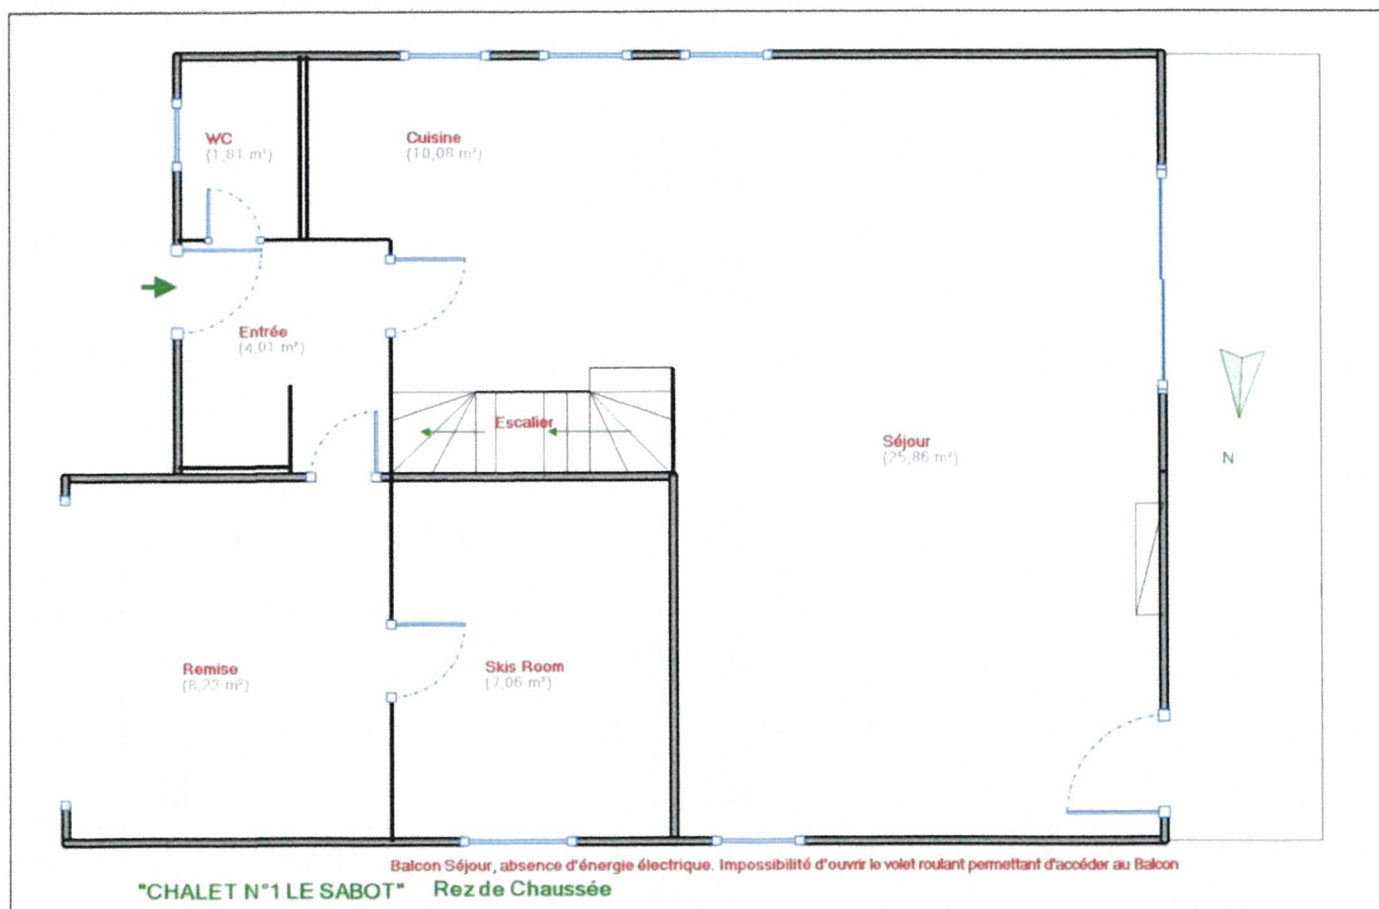 WC
(1,81 m²)
Cuisine
(10,08 m²)
Entrée
(4,01 m²)
Escalier
Séjour
(25,86 m²)
N
Remise
(8,23 m²)
Skis Room
(7,06 m²)
Balcon Séjour, absence d'énergie électrique. Impossibilité d'ouvrir le volet roulant permettant d'accéder au Balcon
"CHALET N°1 LE SABOT" Rez de Chaussée